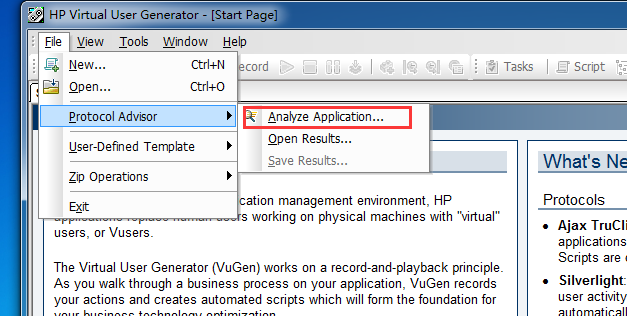 HP Virtual User Generator - [Start Page]
File View Tools Window Help
New... Ctrl+N
ecord Tasks Script
Open... Ctrl+O
Protocol Advisor
Analyze Application...
User-Defined Template
Open Results...
Zip Operations
Save Results...
Exit
What's Ne
Protocols
ication management environment, HP
applications replace human users working on physical machines with "virtual"
users, or Vusers.
The Virtual User Generator (VuGen) works on a record-and-playback principle.
As you walk through a business process on your application, VuGen records
your actions and creates automated scripts which will form the foundation for
your business technology optimization.
Ajax TruCli
applications
Scripts are e
Silverlight:
user activity
automatically